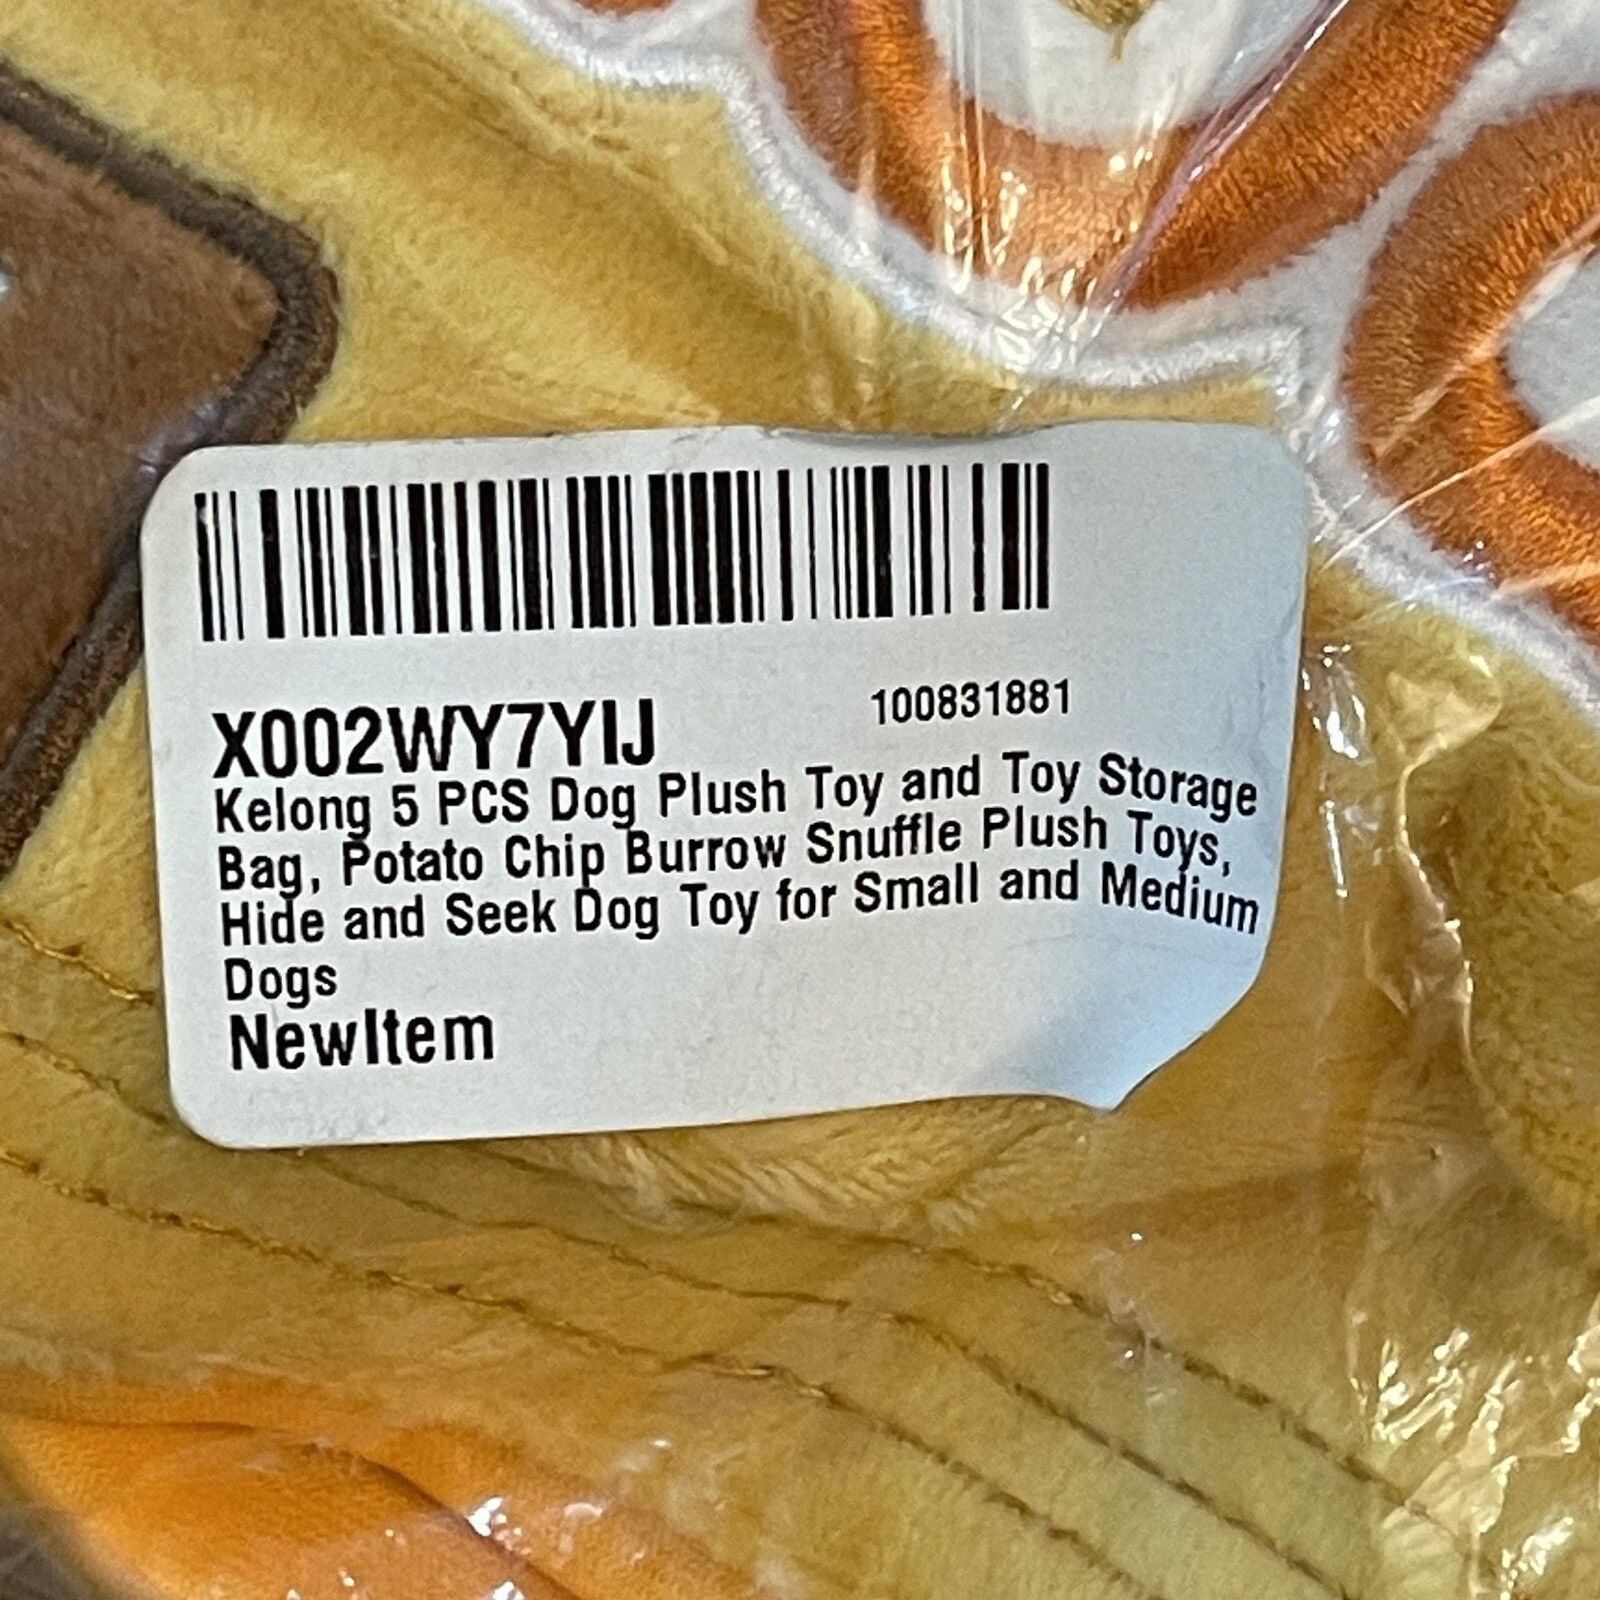 X002WY7YIJ 100831881
Kelong 5 PCS Dog Plush Toy and Toy Storage
Bag, Potato Chip Burrow Snuffle Plush Toys,
Hide and Seek Dog Toy for Small and Medium
Dogs
NewItem